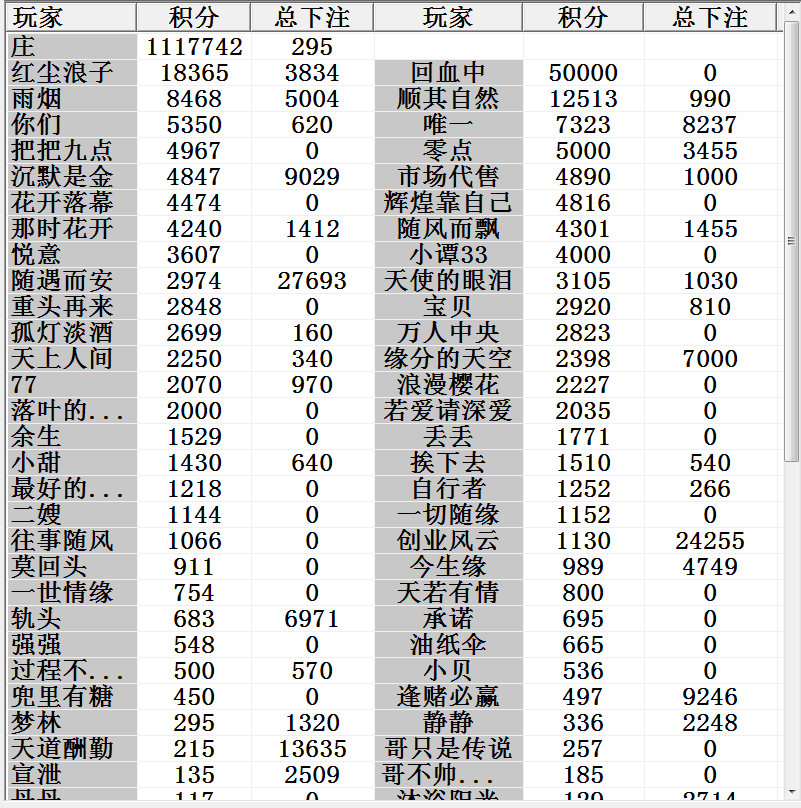 玩家 积分 总下注 玩家 积分 总下注
庄 1117742 295
红尘浪子 18365 3834 回血中 50000 0
雨烟 8468 5004 顺其自然 12513 990
你们 5350 620 唯一 7323 8237
把把九点 4967 0 零点 5000 3455
沉默是金 4847 9029 市场代售 4890 1000
花开落幕 4474 0 辉煌靠自己 4816 0
那时花开 4240 1412 随风而飘 4301 1455
悦意 3607 0 小谭33 4000 0
随遇而安 2974 27693 天使的眼泪 3105 1030
重头再来 2848 0 宝贝 2920 810
孤灯淡酒 2699 160 万人中央 2823 0
天上人间 2250 340 缘分的天空 2398 7000
77 2070 970 浪漫樱花 2227 0
落叶的... 2000 0 若爱请深爱 2035 0
余生 1529 0 丢丢 1771 0
小甜 1430 640 挨下去 1510 540
最好的... 1218 0 自行者 1252 266
二嫂 1144 0 一切随缘 1152 0
往事随风 1066 0 创业风云 1130 24255
莫回头 911 0 今生缘 989 4749
一世情缘 754 0 天若有情 800 0
轨头 683 6971 承诺 695 0
强强 548 0 油纸伞 665 0
过程不... 500 570 小贝 536 0
兜里有糖 450 0 逢赌必赢 497 9246
梦林 295 1320 静静 336 2248
天道酬勤 215 13635 哥只是传说 257 0
宣泄 135 2509 哥不帅... 185 0
丹丹 117 0 沐浴阳光 129 2714